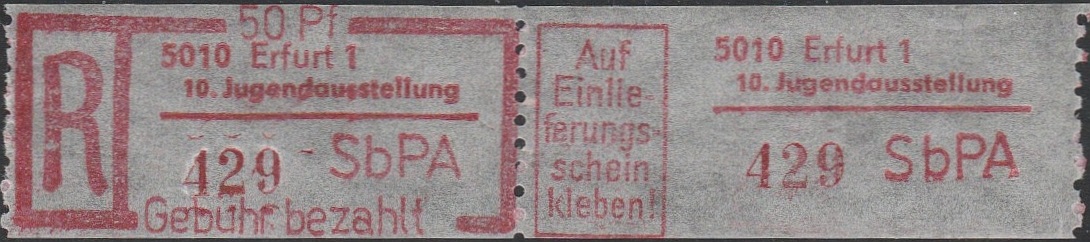 50 Pf
R
5010 Erfurt 1
10. Jugendausstellung
429 SbPA
Gebühr bezahlt
Auf
Einlie-
ferungs-
schein
kleben!
5010 Erfurt 1
10. Jugendausstellung
429 SbPA